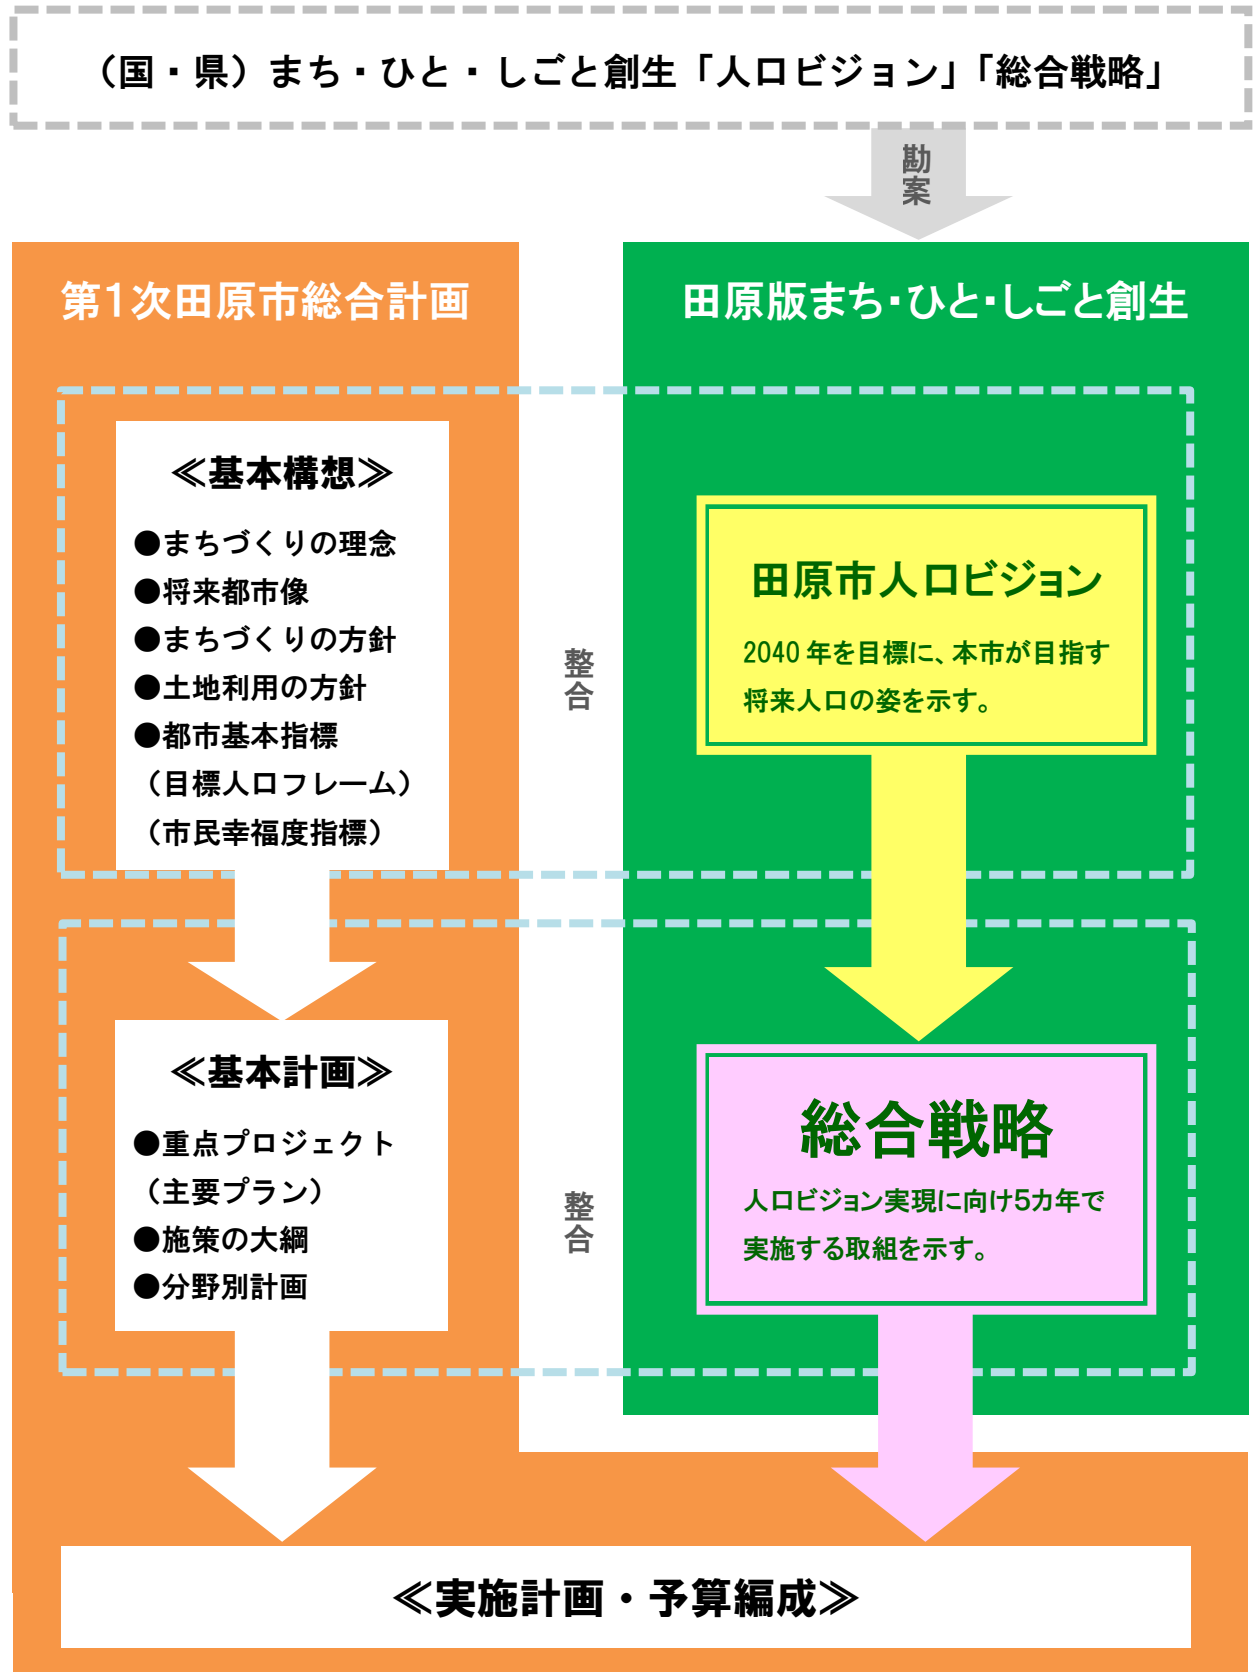 （国・県）まち・ひと・しごと創生「人口ビジョン」「総合戦略」
勘案
第1次田原市総合計画
≪基本構想≫
●まちづくりの理念
●将来都市像
●まちづくりの方針
●土地利用の方針
●都市基本指標
（目標人口フレーム）
（市民幸福度指標）
整合
田原版まち・ひと・しごと創生
田原市人口ビジョン
2040年を目標に、本市が目指す
将来人口の姿を示す。
≪基本計画≫
●重点プロジェクト
（主要プラン）
●施策の大綱
●分野別計画
整合
総合戦略
人口ビジョン実現に向け5カ年で
実施する取組を示す。
≪実施計画・予算編成≫